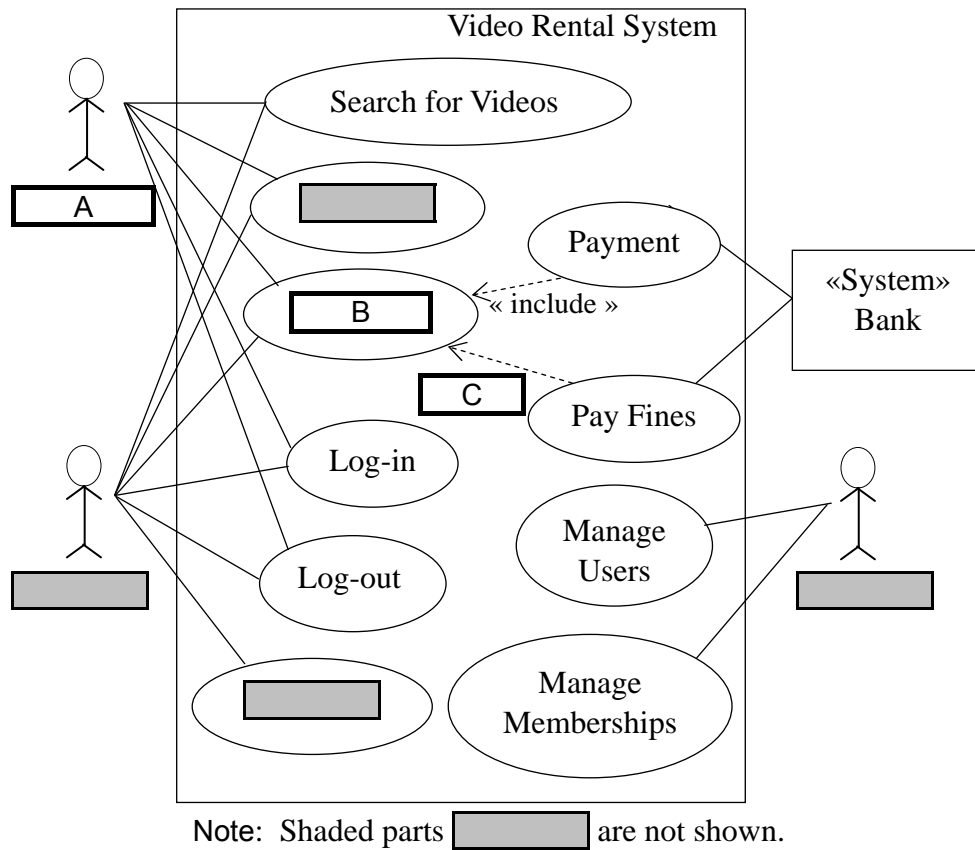 Video Rental System
Search for Videos
A
Payment
«System»
Bank
B
« include »
C
Pay Fines
Log-in
Manage
Users
Log-out
Manage
Memberships
Note: Shaded parts are not shown.